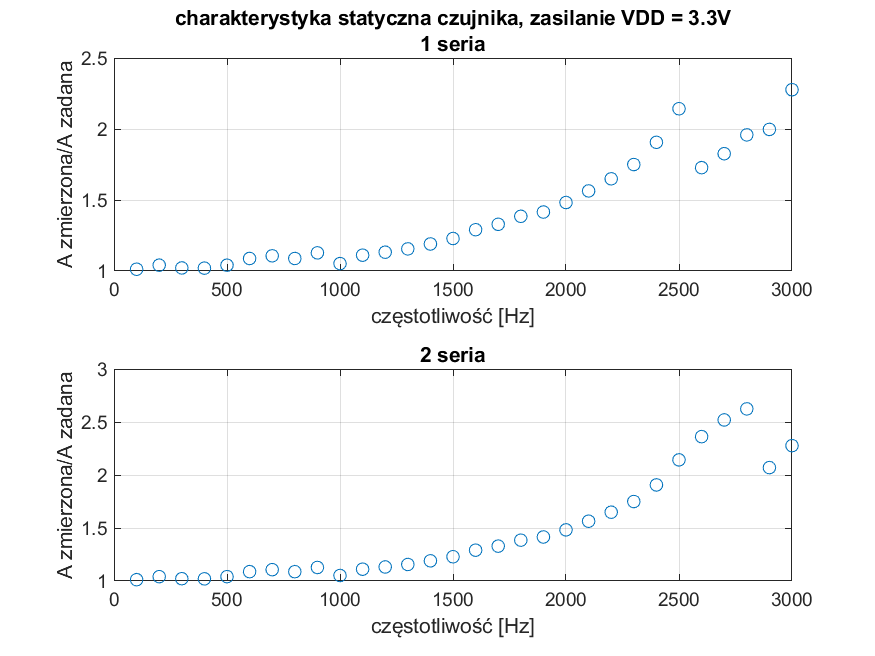 charakterystyka statyczna czujnika, zasilanie VDD = 3.3V
1 seria
A zmierzona/A zadana
2.5
2
1.5
1
0 500 1000 1500 2000 2500 3000
częstotliwość [Hz]
2 seria
A zmierzona/A zadana
3
2.5
2
1.5
1
0 500 1000 1500 2000 2500 3000
częstotliwość [Hz]